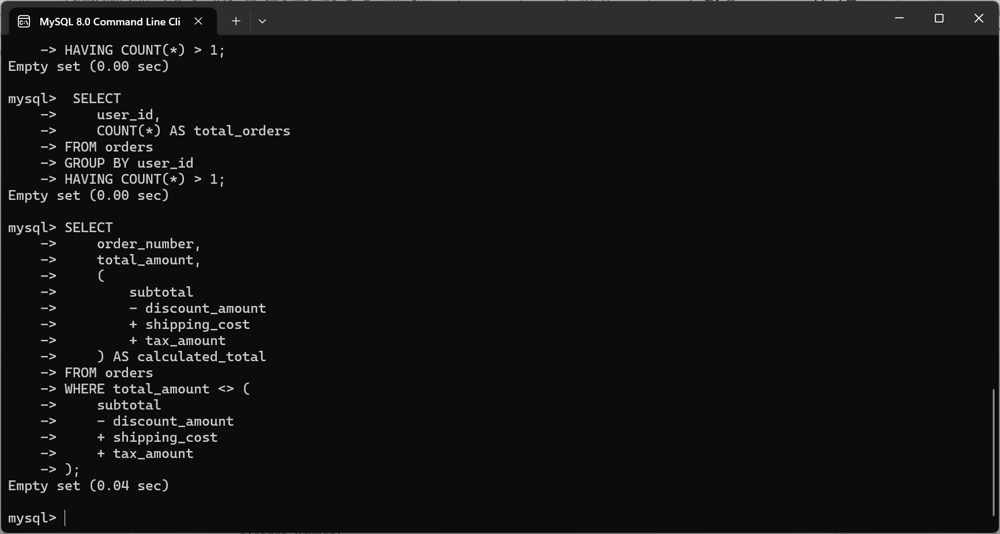 MySQL 8.0 Command Line Cli
    -> HAVING COUNT(*) > 1;
Empty set (0.00 sec)
mysql>  SELECT
    ->     user_id,
    ->     COUNT(*) AS total_orders
    -> FROM orders
    -> GROUP BY user_id
    -> HAVING COUNT(*) > 1;
Empty set (0.00 sec)
mysql> SELECT
    ->     order_number,
    ->     total_amount,
    ->     (
    ->         subtotal
    ->         - discount_amount
    ->         + shipping_cost
    ->         + tax_amount
    ->     ) AS calculated_total
    -> FROM orders
    -> WHERE total_amount <> (
    ->     subtotal
    ->     - discount_amount
    ->     + shipping_cost
    ->     + tax_amount
    -> );
Empty set (0.04 sec)
mysql>